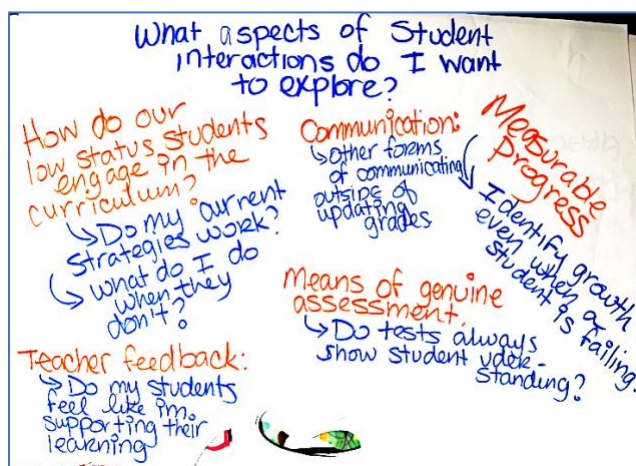 What aspects of Student
interactions do I want
to explore?
How do our
low status students
engage in the
curriculum?
↳ Do my current
strategies work?
↳ What do I do
when they
don't?
Teacher feedback:
↳ Do my students
feel like im
supporting their
learning
Communication:
↳ other forms
of communicating
outside of
updating
grades
Means of genuine
assessment.
↳ Do tests always
show student uder-
standing?
Measurable
progress
↳ Identify growth
even when a
student is failing.